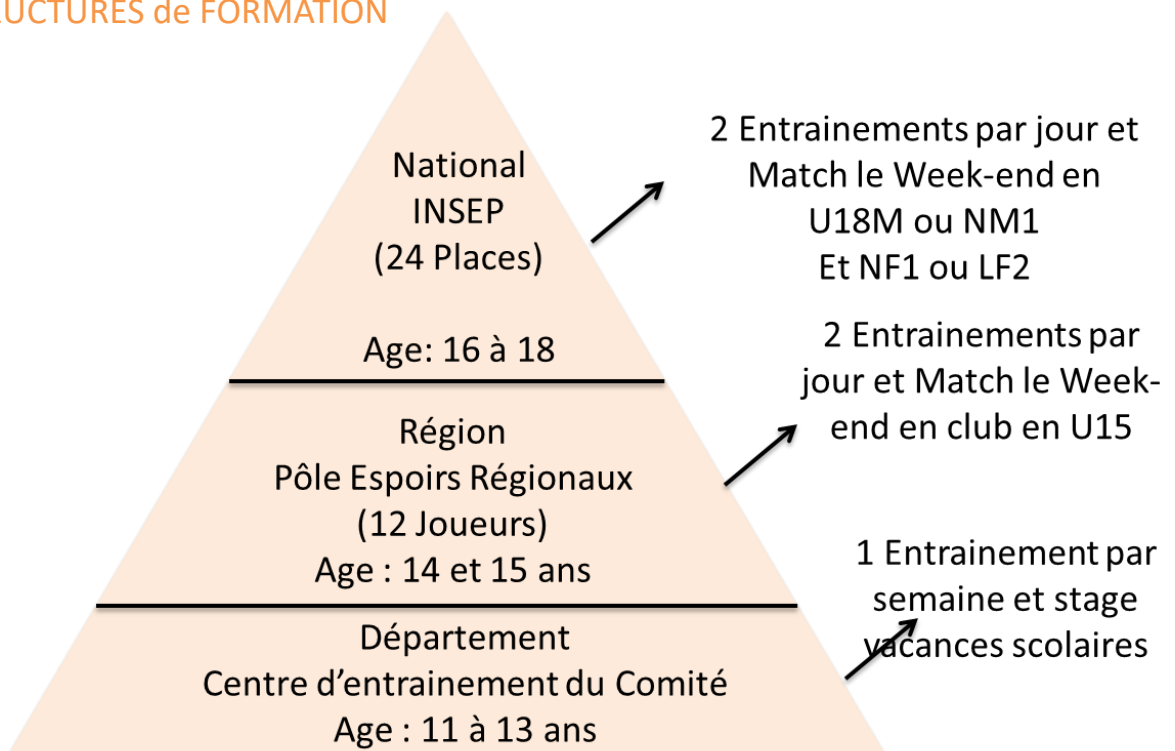 RUCTURES de FORMATION
National
INSEP
(24 Places)
Age: 16 à 18
2 Entrainements par jour et
Match le Week-end en
U18M ou NM1
Et NF1 ou LF2
Région
Pôle Espoirs Régionaux
(12 Joueurs)
Age : 14 et 15 ans
2 Entrainements par
jour et Match le Week-
end en club en U15
Département
Centre d'entrainement du Comité
Age : 11 à 13 ans
1 Entrainement par
semaine et stage
vacances scolaires